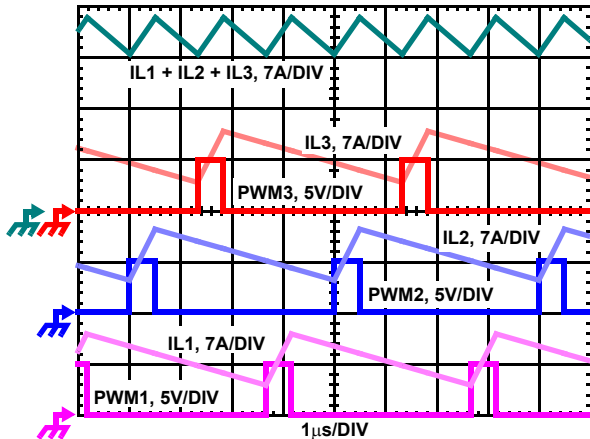 IL1 + IL2 + IL3, 7A/DIV
IL3, 7A/DIV
PWM3, 5V/DIV
IL2, 7A/DIV
PWM2, 5V/DIV
IL1, 7A/DIV
PWM1, 5V/DIV
1μs/DIV